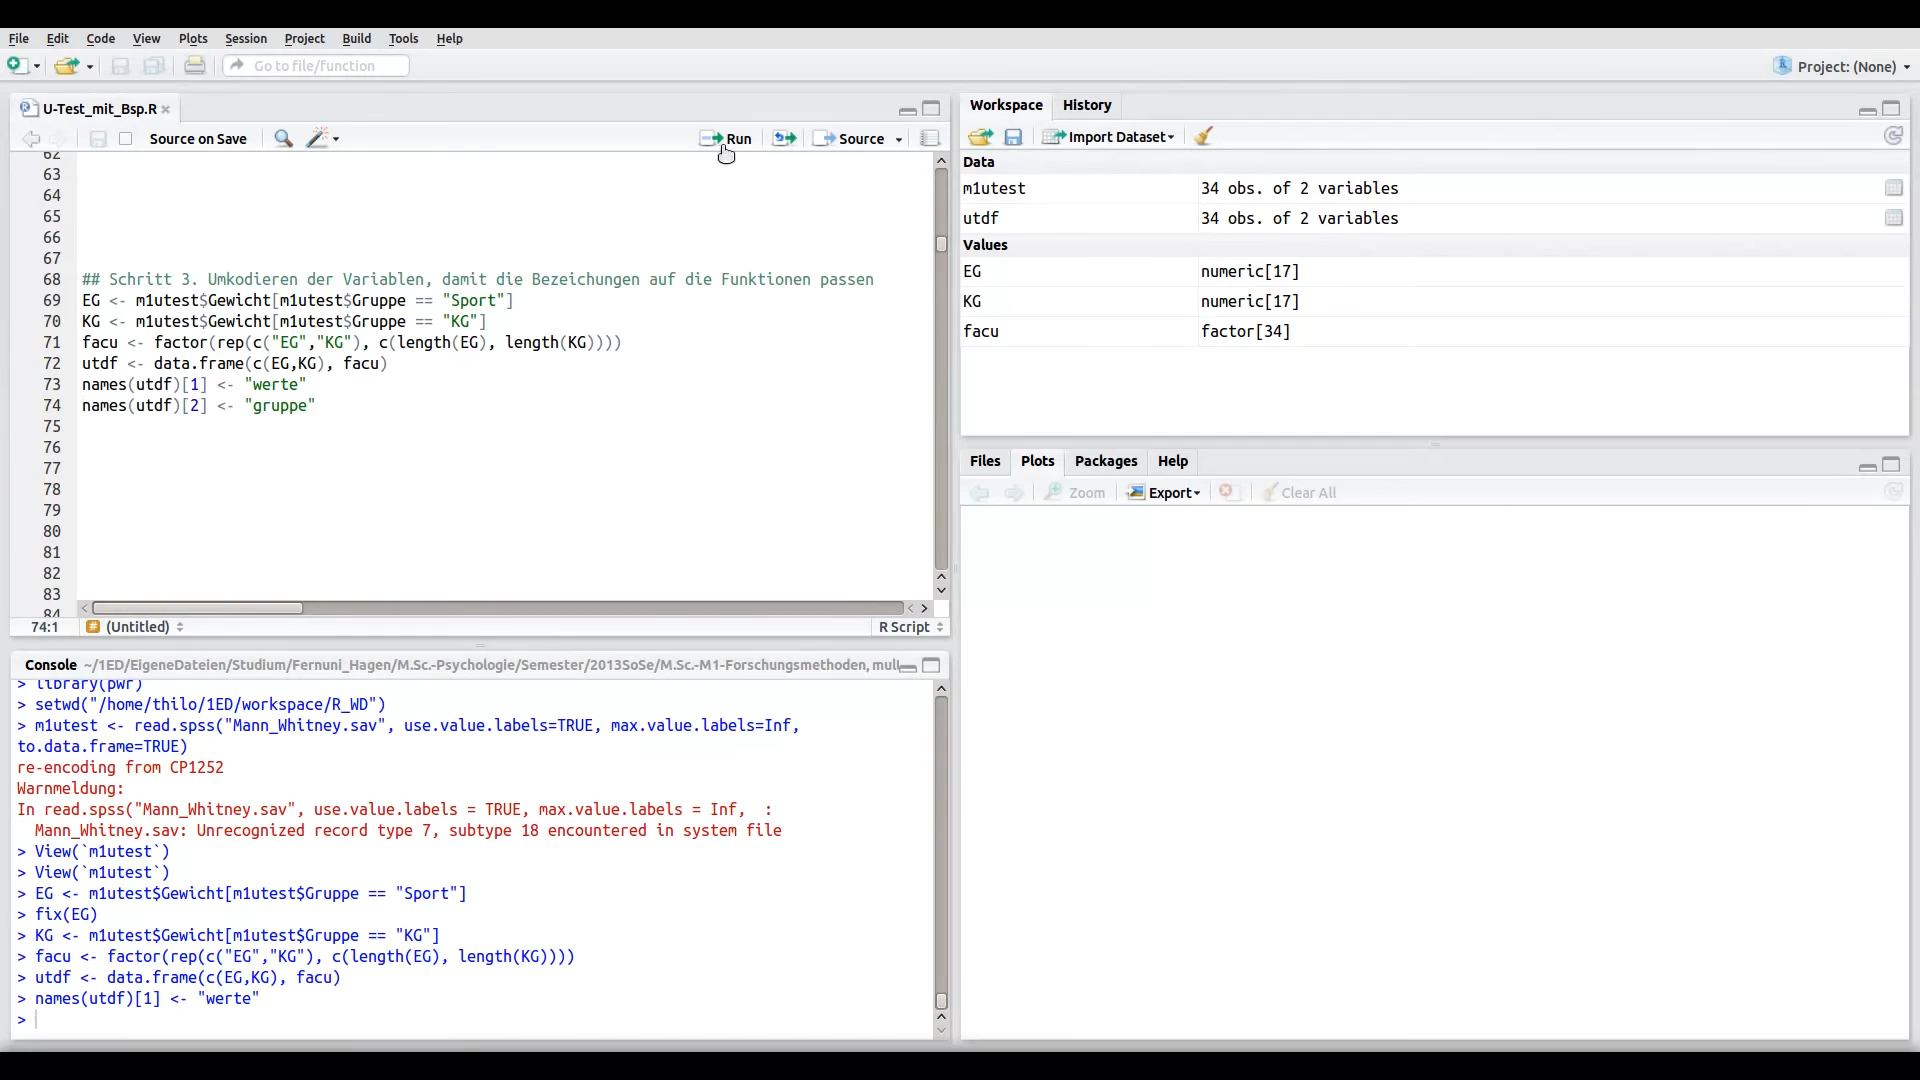 File Edit Code View Plots Session Project Build Tools Help
Go to file/function
Project: (None)
U-Test_mit_Bsp.R
Source on Save
Run
Source
62
63
64
65
66
67
68 ## Schritt 3. Umkodieren der Variablen, damit die Bezeichungen auf die Funktionen passen
69 EG <- m1utest$Gewicht[m1utest$Gruppe == "Sport"]
70 KG <- m1utest$Gewicht[m1utest$Gruppe == "KG"]
71 facu <- factor(rep(c("EG","KG"), c(length(EG), length(KG))))
72 utdf <- data.frame(c(EG,KG), facu)
73 names(utdf)[1] <- "werte"
74 names(utdf)[2] <- "gruppe"
75
76
77
78
79
80
81
82
83
84
74:1 (Untitled) R Script
Console ~/1ED/EigeneDateien/Studium/Fernuni_Hagen/M.Sc.-Psychologie/Semester/2013SoSe/M.Sc.-M1-Forschungsmethoden, mul
> library(pwr)
> setwd("/home/thilo/1ED/workspace/R_WD")
> m1utest <- read.spss("Mann_Whitney.sav", use.value.labels=TRUE, max.value.labels=Inf,
to.data.frame=TRUE)
re-encoding from CP1252
Warnmeldung:
In read.spss("Mann_Whitney.sav", use.value.labels = TRUE, max.value.labels = Inf,  :
  Mann_Whitney.sav: Unrecognized record type 7, subtype 18 encountered in system file
> View(`m1utest`)
> View(`m1utest`)
> EG <- m1utest$Gewicht[m1utest$Gruppe == "Sport"]
> fix(EG)
> KG <- m1utest$Gewicht[m1utest$Gruppe == "KG"]
> facu <- factor(rep(c("EG","KG"), c(length(EG), length(KG))))
> utdf <- data.frame(c(EG,KG), facu)
> names(utdf)[1] <- "werte"
>
Workspace History
Import Dataset
Data
m1utest 34 obs. of 2 variables
utdf 34 obs. of 2 variables
Values
EG numeric[17]
KG numeric[17]
facu factor[34]
Files Plots Packages Help
Zoom Export Clear All